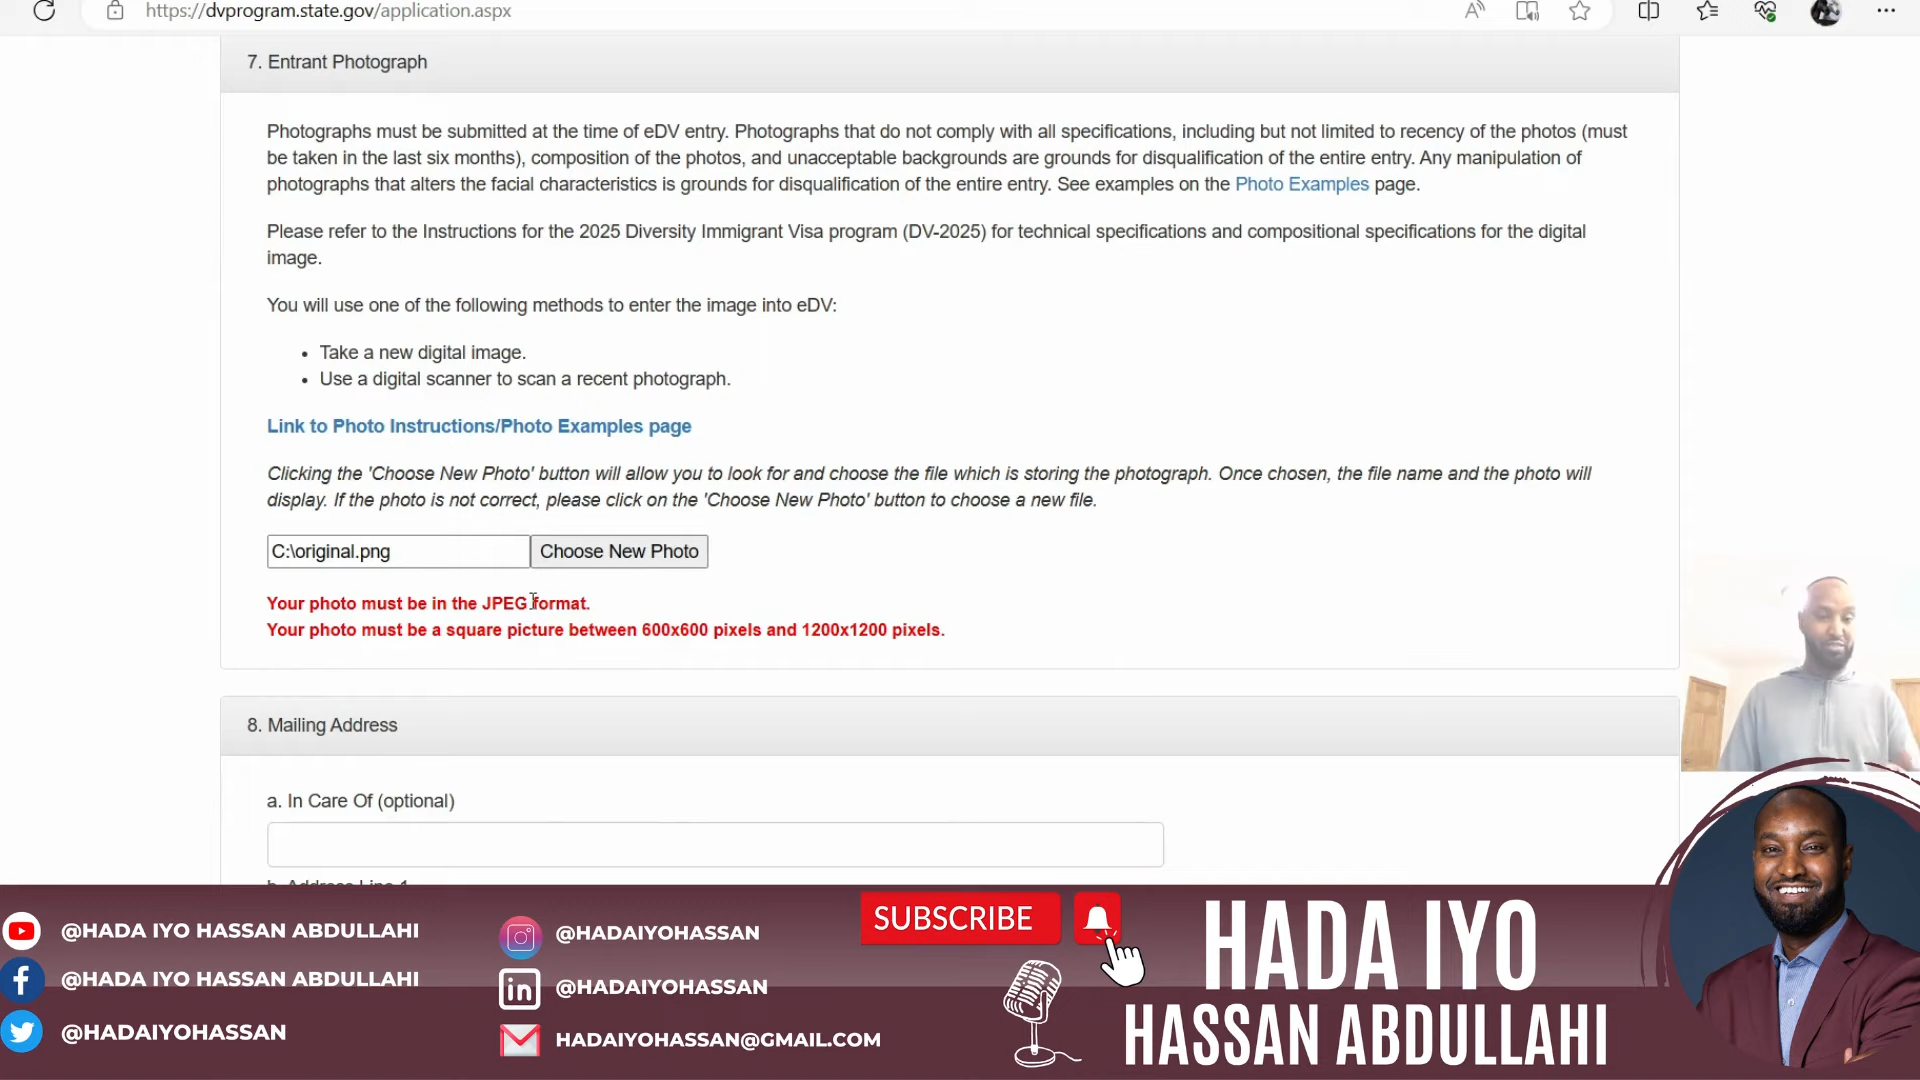 https://dvprogram.state.gov/application.aspx
7. Entrant Photograph
Photographs must be submitted at the time of eDV entry. Photographs that do not comply with all specifications, including but not limited to recency of the photos (must
be taken in the last six months), composition of the photos, and unacceptable backgrounds are grounds for disqualification of the entire entry. Any manipulation of
photographs that alters the facial characteristics is grounds for disqualification of the entire entry. See examples on the Photo Examples page.
Please refer to the Instructions for the 2025 Diversity Immigrant Visa program (DV-2025) for technical specifications and compositional specifications for the digital
image.
You will use one of the following methods to enter the image into eDV:
• Take a new digital image.
• Use a digital scanner to scan a recent photograph.
Link to Photo Instructions/Photo Examples page
Clicking the 'Choose New Photo' button will allow you to look for and choose the file which is storing the photograph. Once chosen, the file name and the photo will
display. If the photo is not correct, please click on the 'Choose New Photo' button to choose a new file.
C:\original.png Choose New Photo
Your photo must be in the JPEG format.
Your photo must be a square picture between 600x600 pixels and 1200x1200 pixels.
8. Mailing Address
a. In Care Of (optional)
b. Address Line 1
@HADA IYO HASSAN ABDULLAHI
@HADA IYO HASSAN ABDULLAHI
@HADAIYOHASSAN
@HADAIYOHASSAN
@HADAIYOHASSAN
HADAIYOHASSAN@GMAIL.COM
SUBSCRIBE
HADA IYO
HASSAN ABDULLAHI